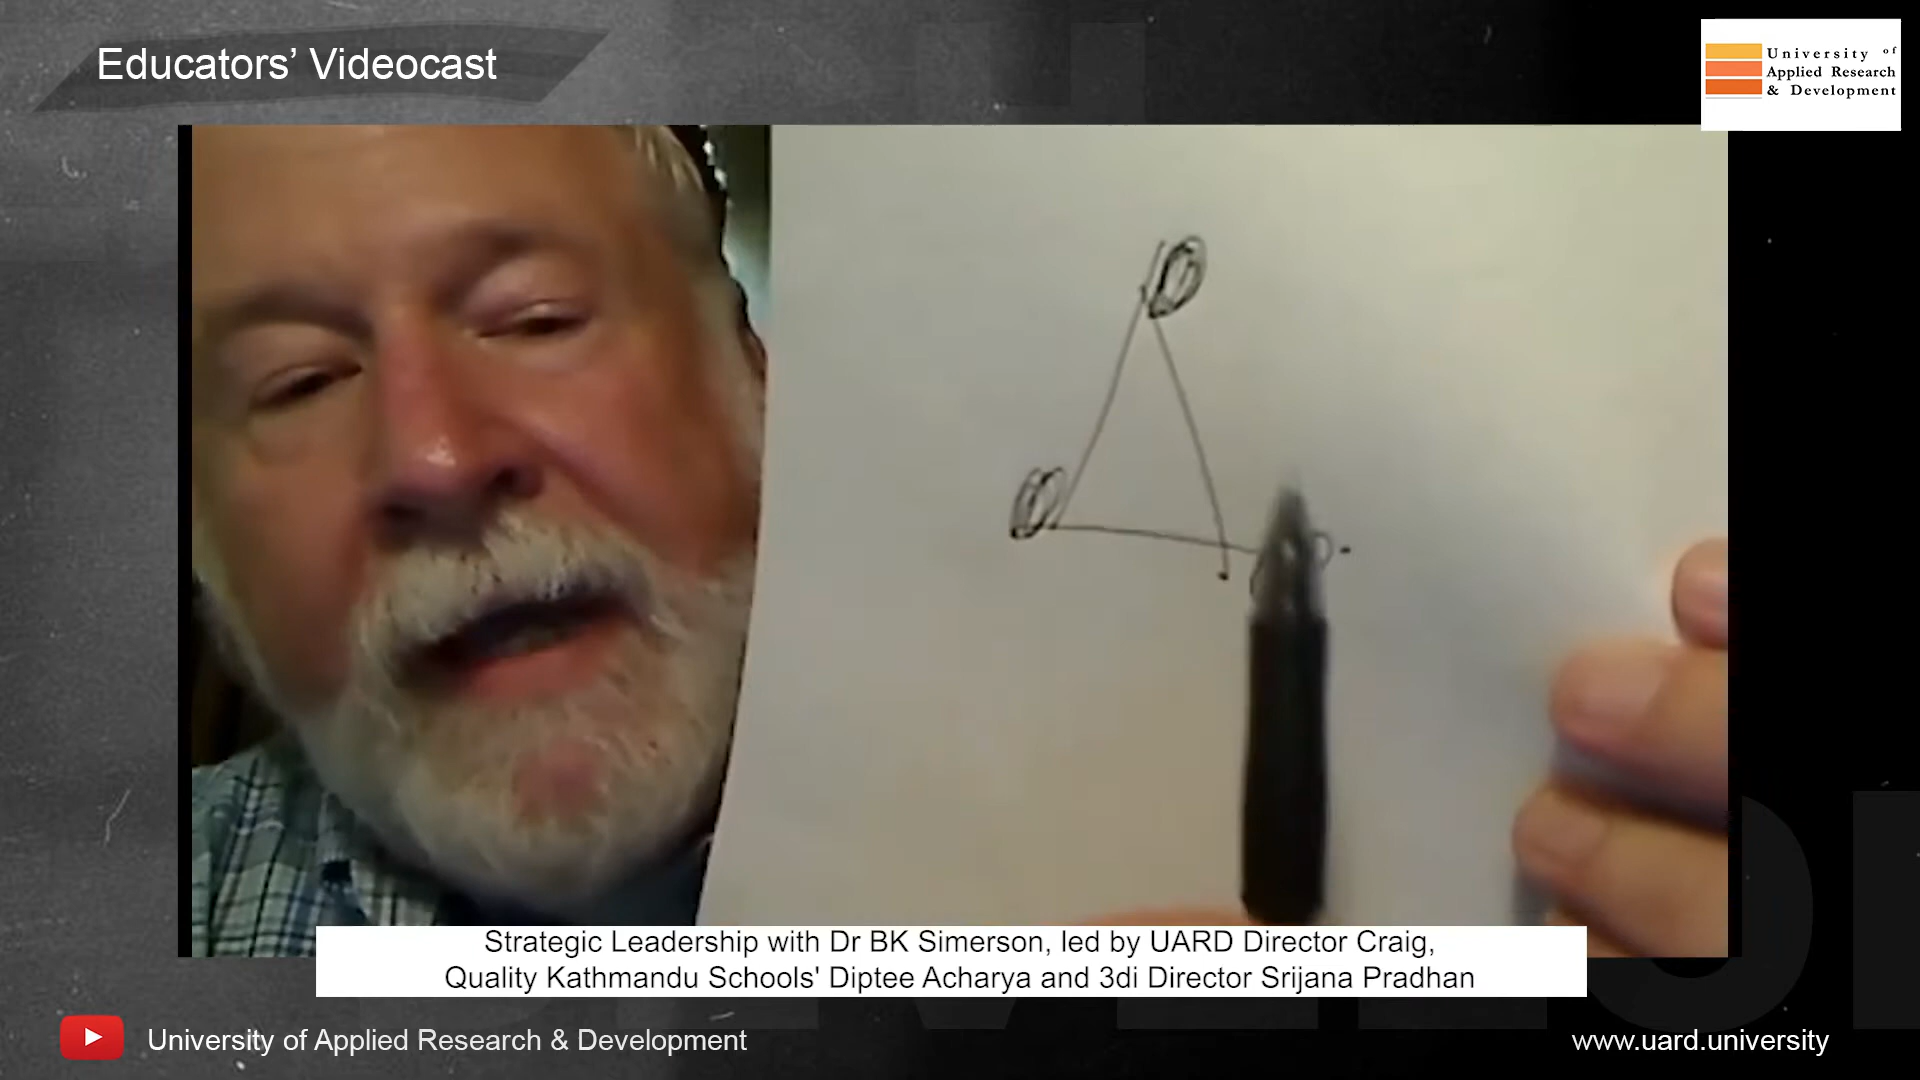 Educators’ Videocast
University of
Applied Research
& Development
Strategic Leadership with Dr BK Simerson, led by UARD Director Craig,
Quality Kathmandu Schools' Diptee Acharya and 3di Director Srijana Pradhan
University of Applied Research & Development
www.uard.university